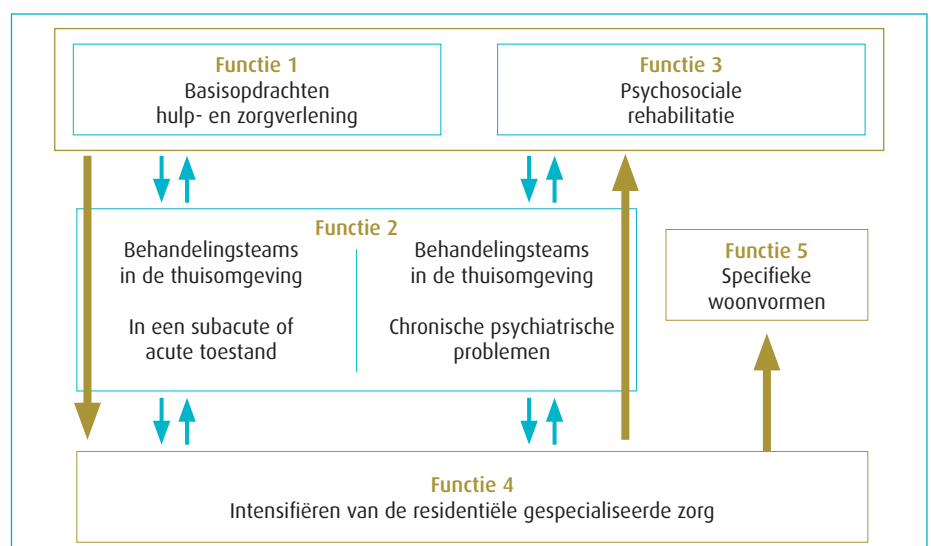 Functie 1
Basisopdrachten
hulp- en zorgverlening
Functie 3
Psychosociale
rehabilitatie
Functie 2
Behandelingsteams
in de thuisomgeving
In een subacute of
acute toestand
Behandelingsteams
in de thuisomgeving
Chronische psychiatrische
problemen
Functie 5
Specifieke
woonvormen
Functie 4
Intensifiëren van de residentiële gespecialiseerde zorg